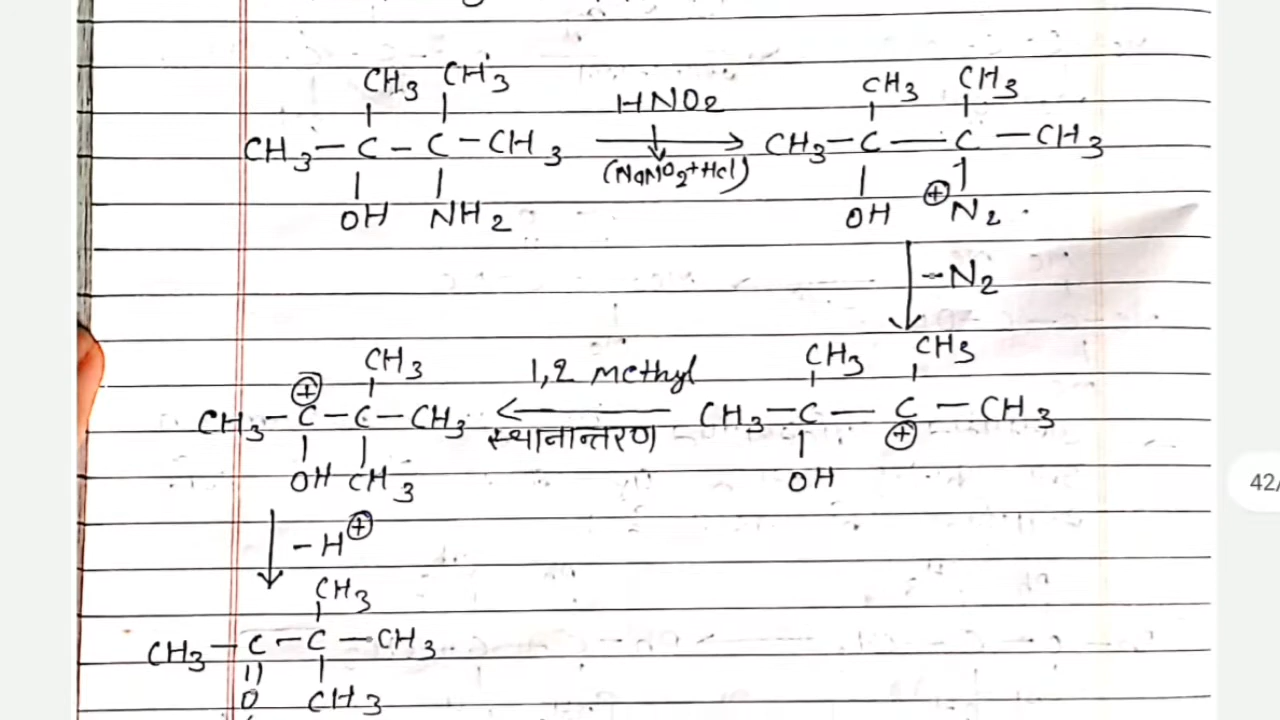 CH3 CH3
CH3-C-C-CH3
OH NH2
HNO2
(NaNO2+Hcl)
CH3 CH3
CH3-C-C-CH3
OH ⊕N2.
-N2
CH3 CH3
CH3-C-C-CH3
⊕
OH
1,2 methyl
स्थानान्तरण
CH3
⊕
CH3-C-C-CH3
OH CH3
-H⊕
CH3
CH3-C-C-CH3
O CH3
42/